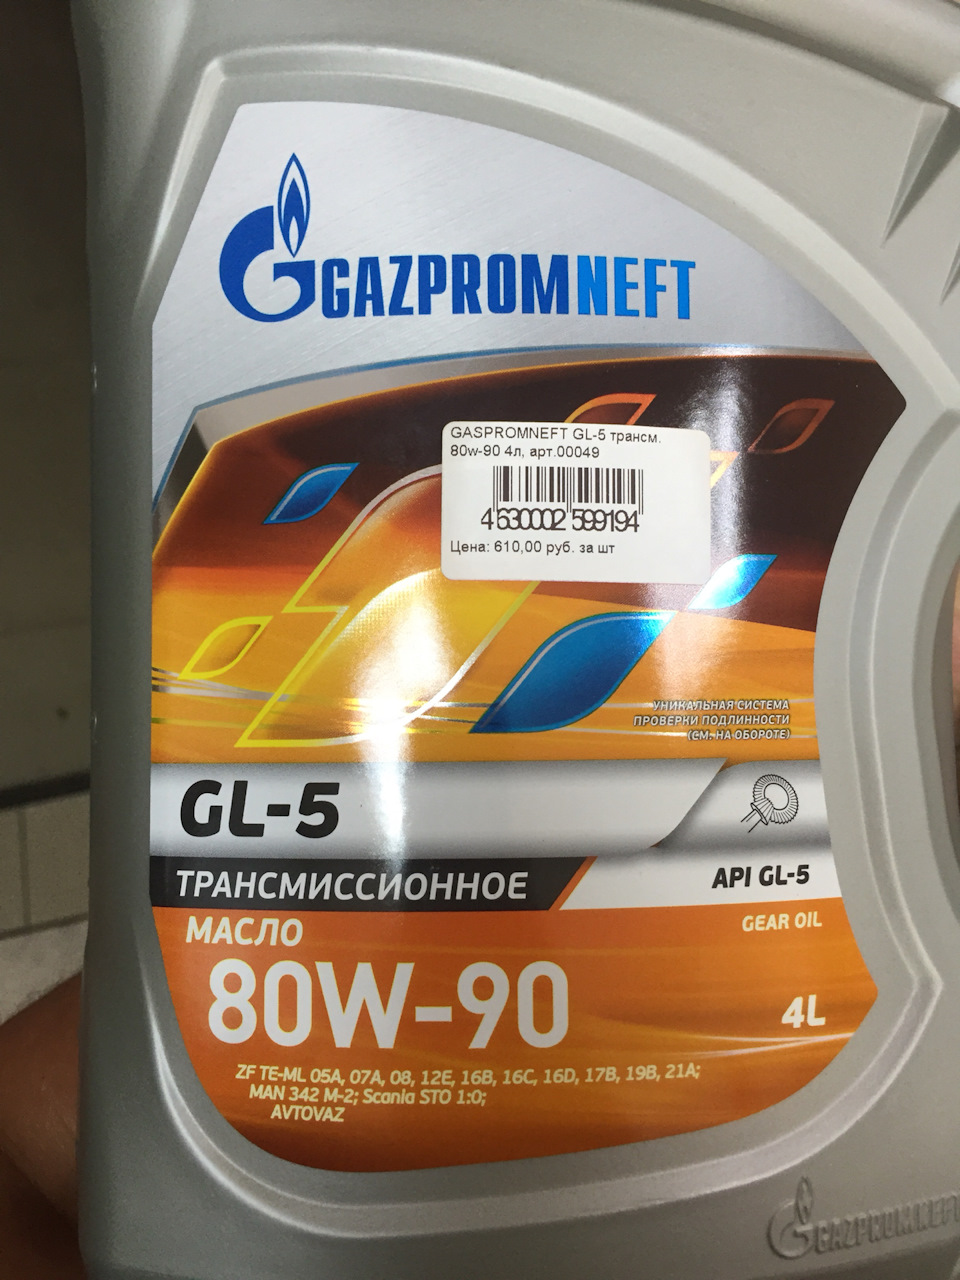 GAZPROMNEFT
GASPROMNEFT GL-5 трансм.
80w-90 4л, арт.00049
4 630002 599194
Цена: 610,00 руб. за шт
УНИКАЛЬНАЯ СИСТЕМА
ПРОВЕРКИ ПОДЛИННОСТИ
(СМ. НА ОБОРОТЕ)
GL-5
ТРАНСМИССИОННОЕ
API GL-5
МАСЛО
GEAR OIL
80W-90
4L
ZF TE-ML 05A, 07A, 08, 12E, 16B, 16C, 16D, 17B, 19B, 21A;
MAN 342 M-2; Scania STO 1:0;
AVTOVAZ
GAZPROMNEFT